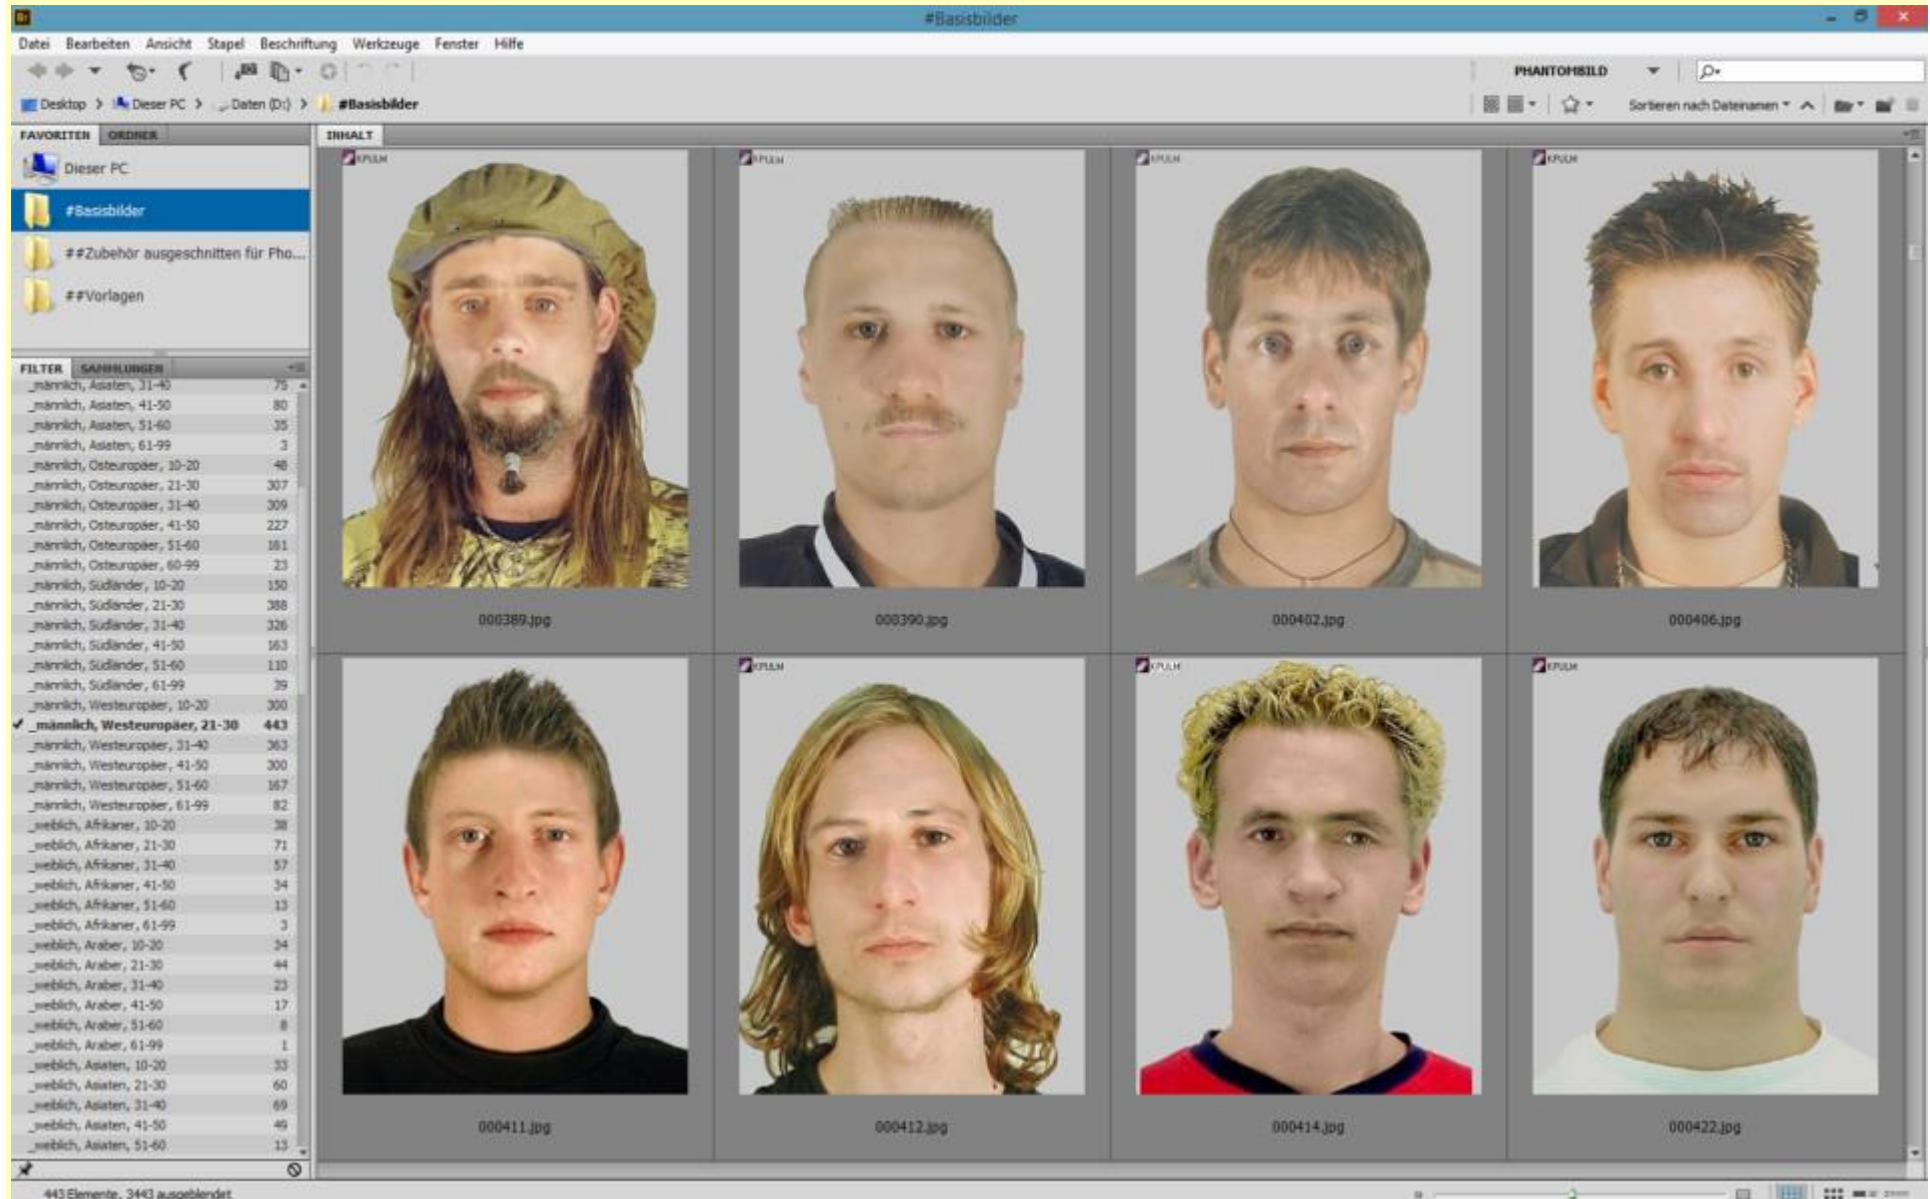 Br
#Basisbilder
Datei Bearbeiten Ansicht Stapel Beschriftung Werkzeuge Fenster Hilfe
PHANTOMBILD
Desktop > Dieser PC > Daten (D:) > #Basisbilder
Sortieren nach Dateinamen
FAVORITEN ORDNER
Dieser PC
#Basisbilder
##Zubehör ausgeschnitten für Pho...
##Vorlagen
FILTER SAMMLUNGEN
_männlich, Asiaten, 31-40 75
_männlich, Asiaten, 41-50 80
_männlich, Asiaten, 51-60 35
_männlich, Asiaten, 61-99 3
_männlich, Osteuropäer, 10-20 48
_männlich, Osteuropäer, 21-30 307
_männlich, Osteuropäer, 31-40 309
_männlich, Osteuropäer, 41-50 227
_männlich, Osteuropäer, 51-60 161
_männlich, Osteuropäer, 60-99 23
_männlich, Südländer, 10-20 150
_männlich, Südländer, 21-30 388
_männlich, Südländer, 31-40 326
_männlich, Südländer, 41-50 163
_männlich, Südländer, 51-60 110
_männlich, Südländer, 61-99 39
_männlich, Westeuropäer, 10-20 300
_männlich, Westeuropäer, 21-30 443
_männlich, Westeuropäer, 31-40 363
_männlich, Westeuropäer, 41-50 300
_männlich, Westeuropäer, 51-60 167
_männlich, Westeuropäer, 61-99 82
_weiblich, Afrikaner, 10-20 38
_weiblich, Afrikaner, 21-30 71
_weiblich, Afrikaner, 31-40 57
_weiblich, Afrikaner, 41-50 34
_weiblich, Afrikaner, 51-60 13
_weiblich, Afrikaner, 61-99 3
_weiblich, Araber, 10-20 34
_weiblich, Araber, 21-30 44
_weiblich, Araber, 31-40 23
_weiblich, Araber, 41-50 17
_weiblich, Araber, 51-60 8
_weiblich, Araber, 61-99 1
_weiblich, Asiaten, 10-20 33
_weiblich, Asiaten, 21-30 60
_weiblich, Asiaten, 31-40 69
_weiblich, Asiaten, 41-50 49
_weiblich, Asiaten, 51-60 13
443 Elemente, 3443 ausgeblendet
INHALT
KPULM KPULM KPULM KPULM
000389.jpg 000390.jpg 000402.jpg 000406.jpg
KPULM KPULM KPULM
000411.jpg 000412.jpg 000414.jpg 000422.jpg